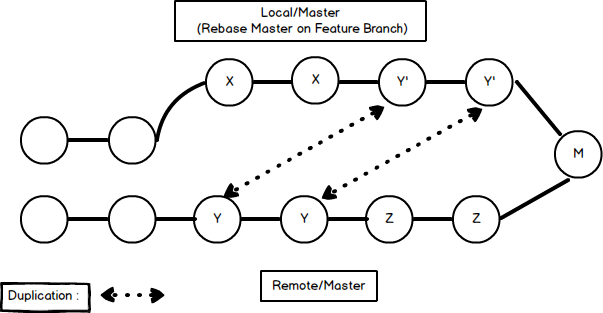 Local/Master
(Rebase Master on Feature Branch)
X X Y' Y'
M
Y Y Z Z
Duplication :
Remote/Master